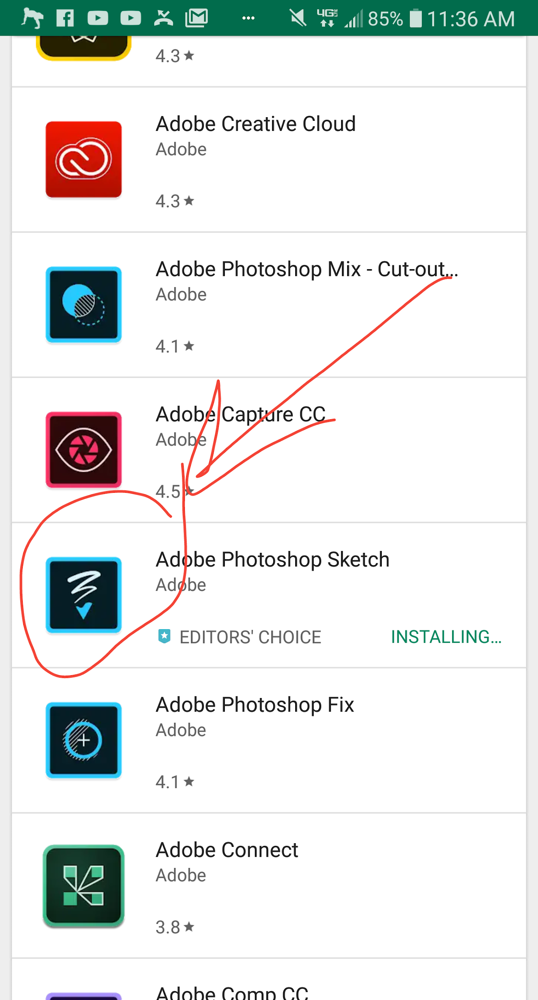 4G LTE 85% 11:36 AM
4.3★
Adobe Creative Cloud
Adobe
4.3★
Adobe Photoshop Mix - Cut-out...
Adobe
4.1★
Adobe Capture CC
Adobe
4.5★
Adobe Photoshop Sketch
Adobe
EDITORS' CHOICE INSTALLING...
Adobe Photoshop Fix
Adobe
4.1★
Adobe Connect
Adobe
3.8★
Adobe Comp CC